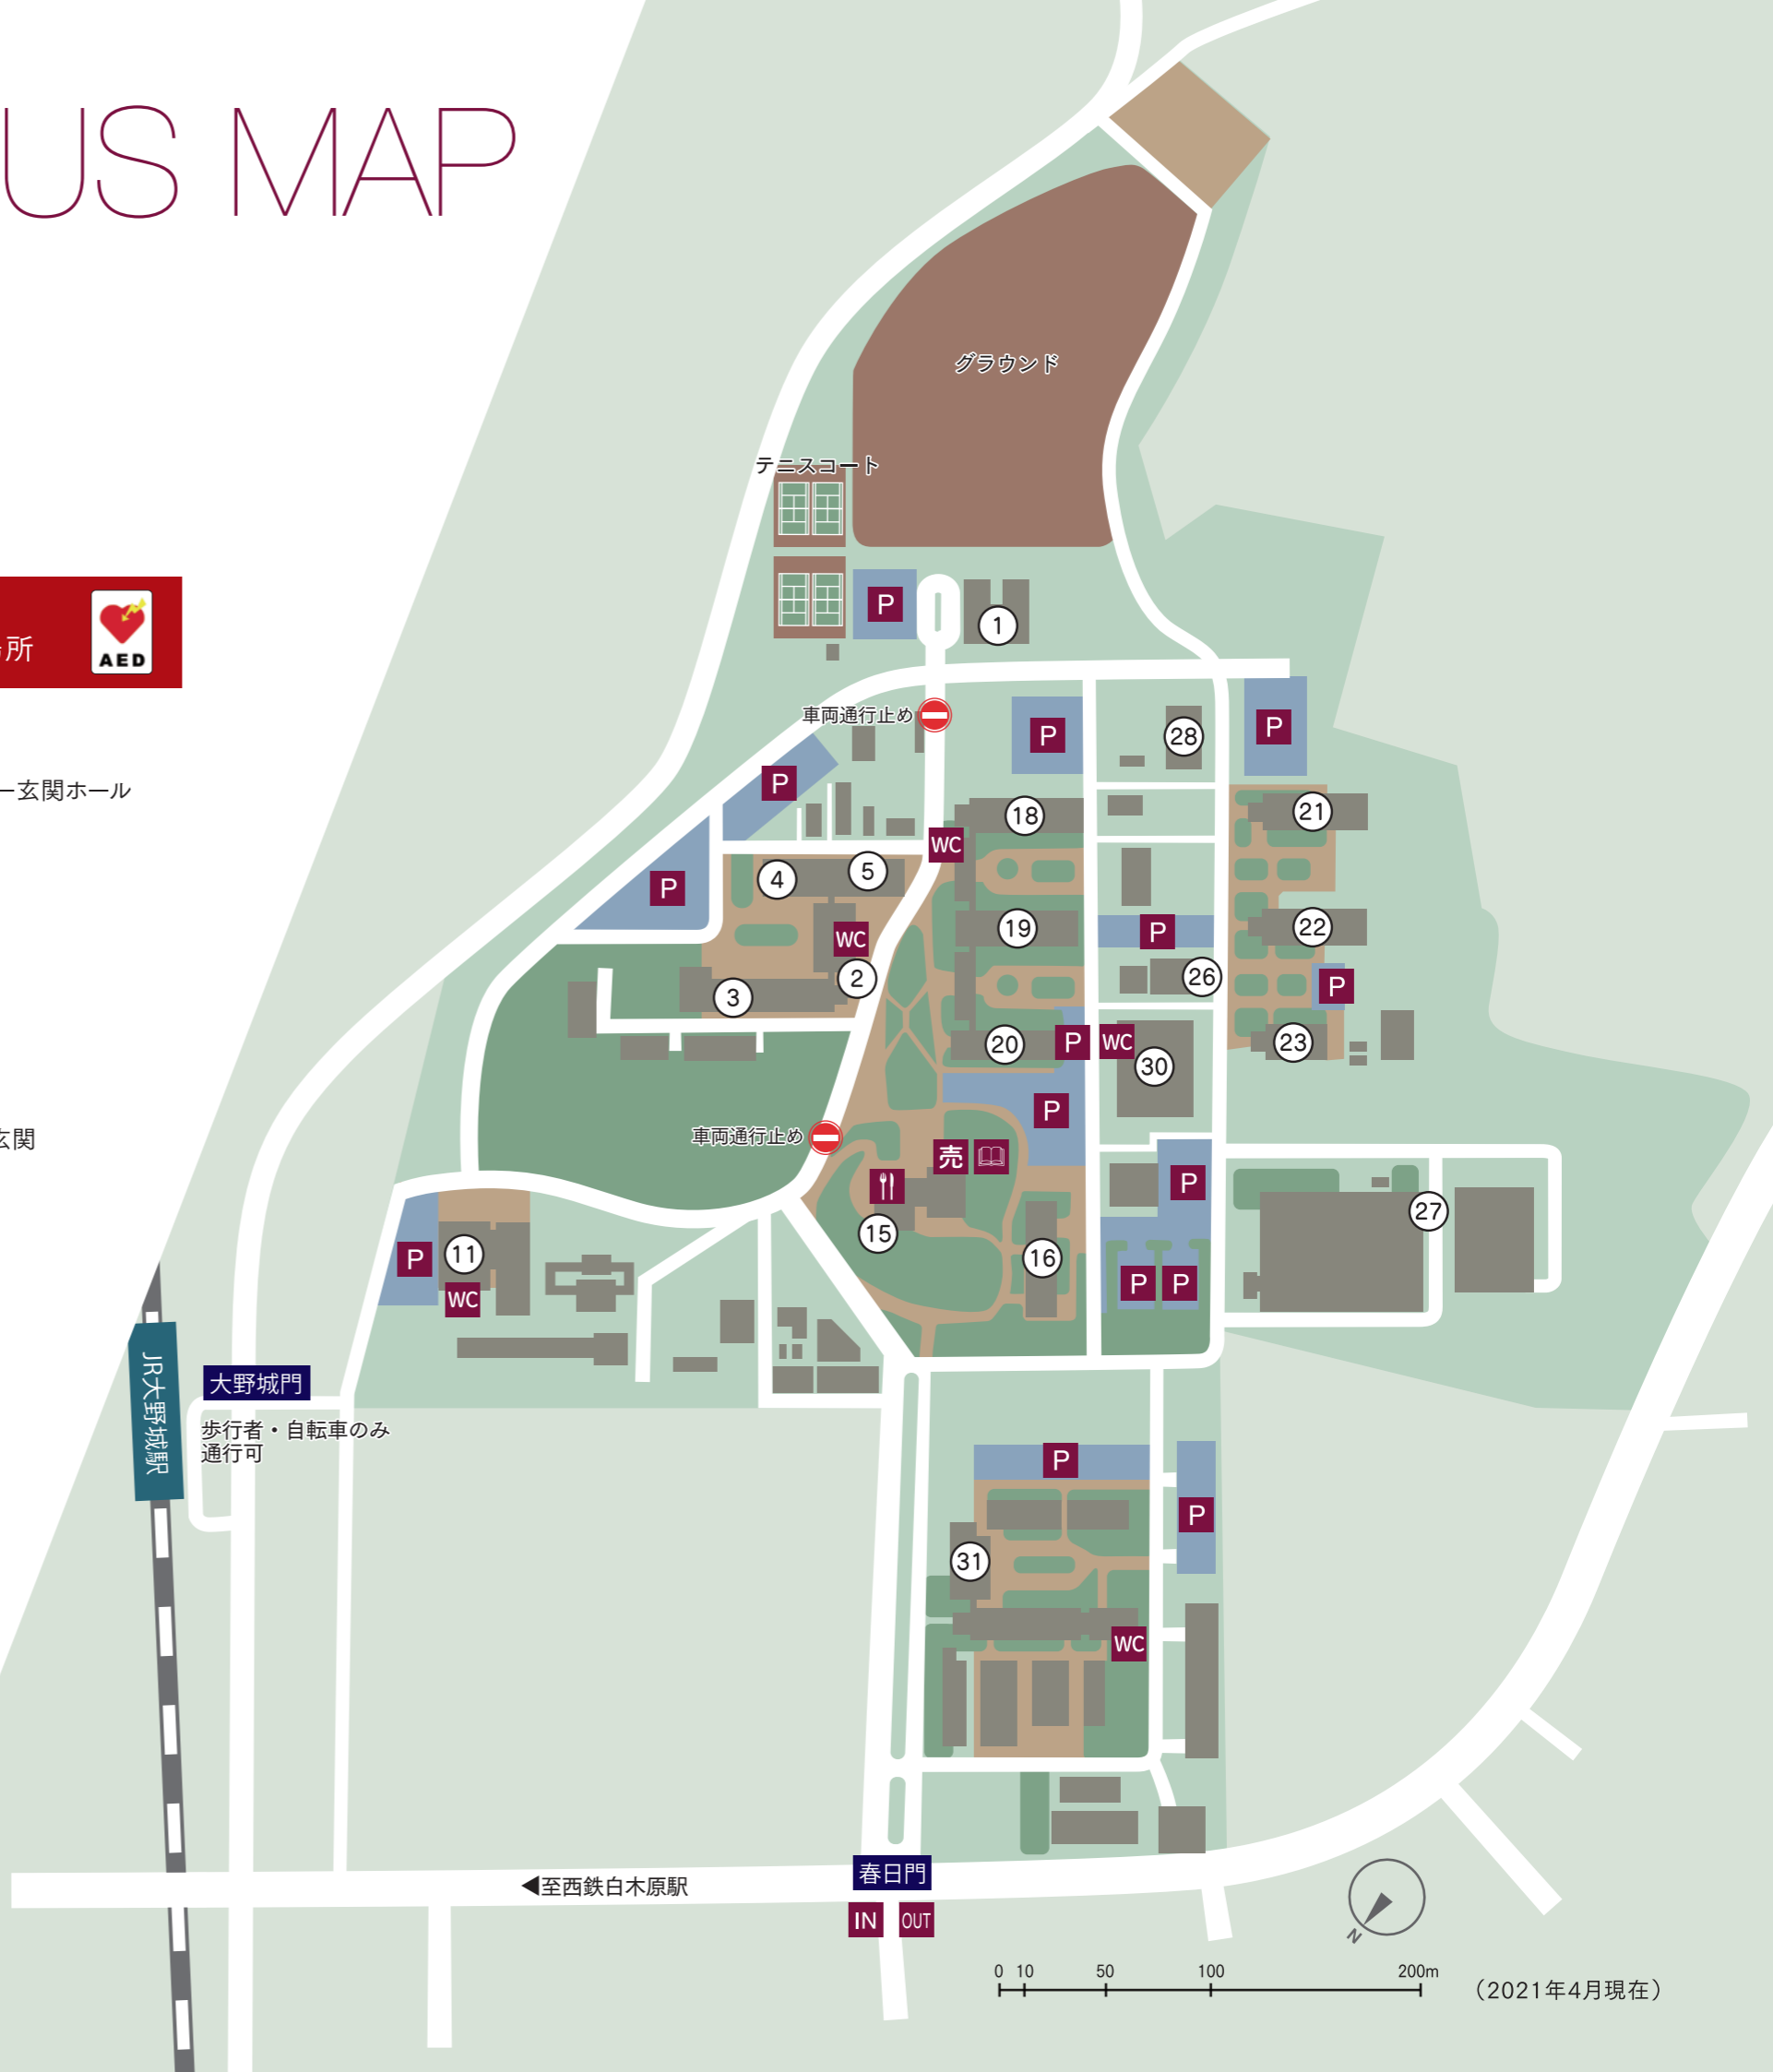 US MAP
グラウンド
テニスコート
P
1
所
AED
車両通行止め
P
28
P
P
ー玄関ホール
18
21
WC
4
5
P
19
22
P
WC
2
26
P
3
20
P
WC
23
30
P
玄関
車両通行止め
売
P
15
27
16
P
11
P
P
WC
JR大野城駅
大野城門
歩行者・自転車のみ
通行可
P
P
31
WC
◀至西鉄白木原駅
春日門
IN
OUT
N
0 10 50 100 200m
（2021年4月現在）